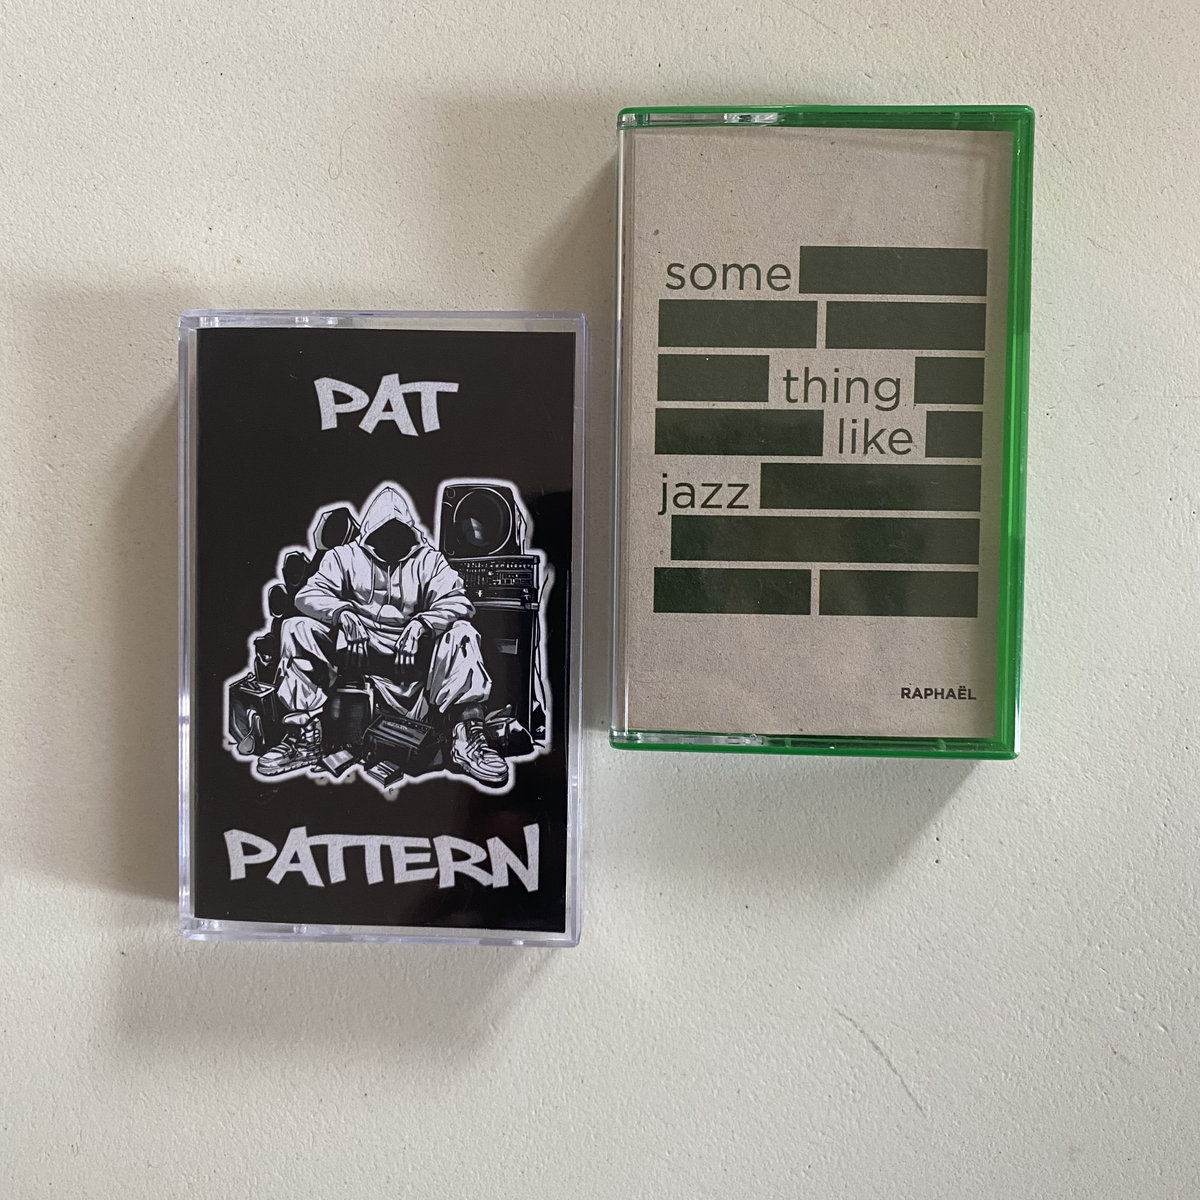 PAT
PATTERN
some
thing
like
jazz
RAPHAËL